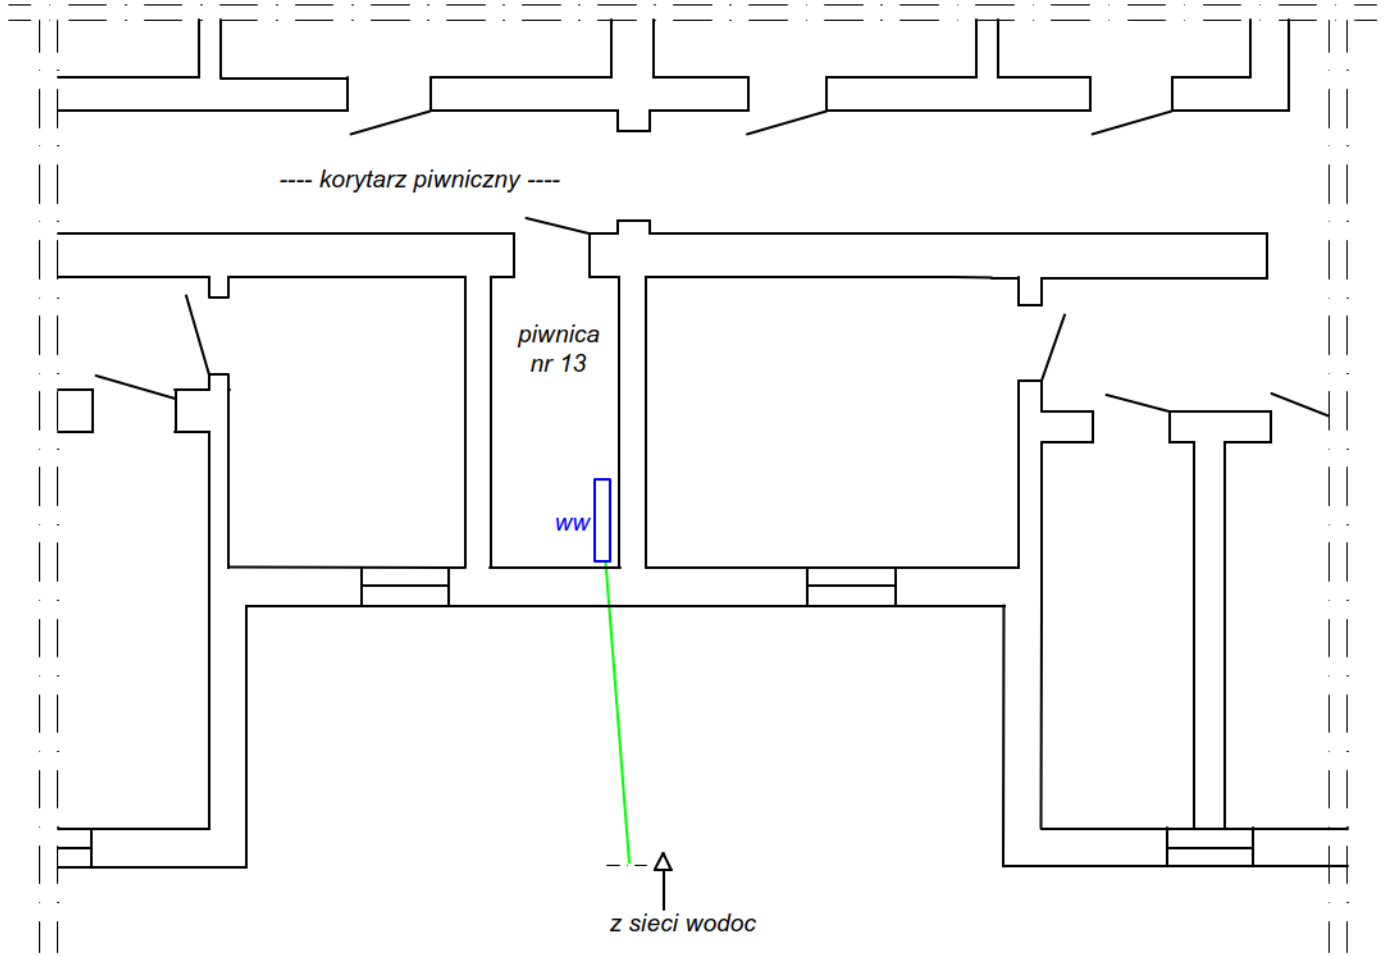 ---- korytarz piwniczny ----
piwnica
nr 13
ww
z sieci wodoc